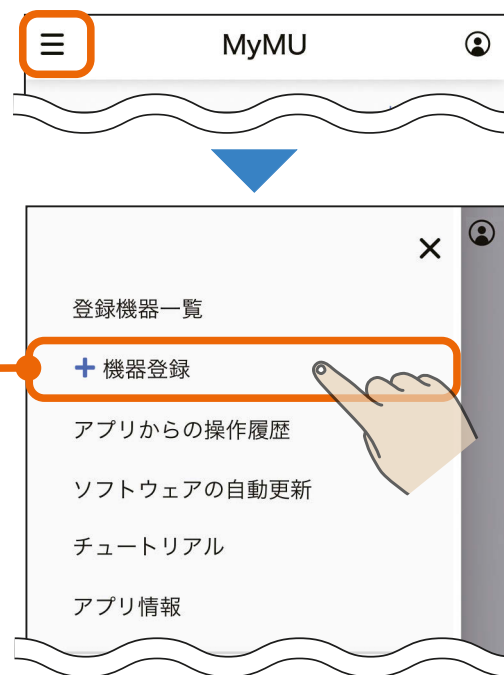 MyMU
登録機器一覧
+ 機器登録
アプリからの操作履歴
ソフトウェアの自動更新
チュートリアル
アプリ情報